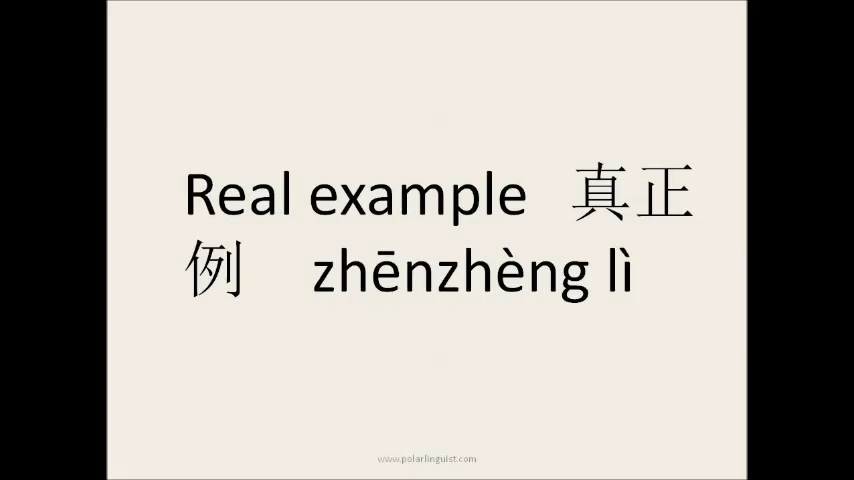 Real example 真正
例 zhēnzhèng lì
www.polarlinguist.com